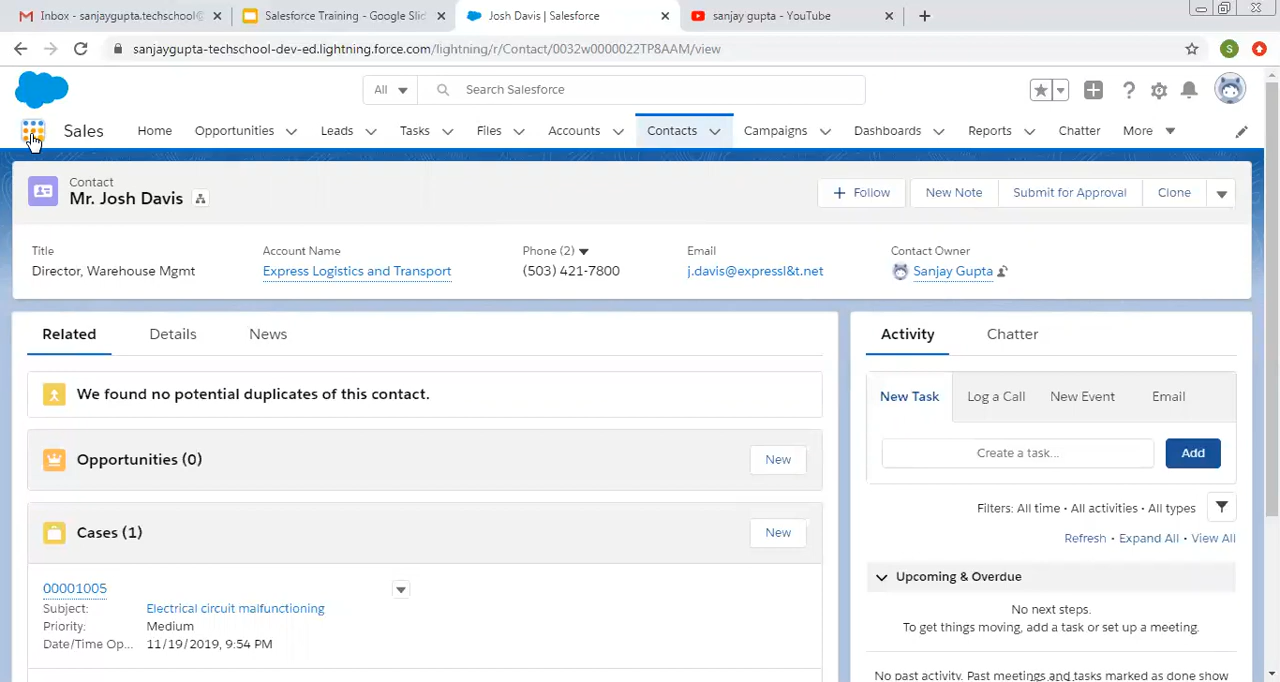 Inbox - sanjaygupta.techschool@
Salesforce Training - Google Slid
Josh Davis | Salesforce
sanjay gupta - YouTube
sanjaygupta-techschool-dev-ed.lightning.force.com/lightning/r/Contact/0032w0000022TP8AAM/view
S
All
Search Salesforce
Sales
Home
Opportunities
Leads
Tasks
Files
Accounts
Contacts
Campaigns
Dashboards
Reports
Chatter
More
Contact
Mr. Josh Davis
Follow
New Note
Submit for Approval
Clone
Title
Account Name
Phone (2)
Email
Contact Owner
Director, Warehouse Mgmt
Express Logistics and Transport
(503) 421-7800
j.davis@expressl&t.net
Sanjay Gupta
Related
Details
News
We found no potential duplicates of this contact.
Opportunities (0)
New
Cases (1)
New
00001005
Subject: Electrical circuit malfunctioning
Priority: Medium
Date/Time Op... 11/19/2019, 9:54 PM
Activity
Chatter
New Task
Log a Call
New Event
Email
Create a task...
Add
Filters: All time • All activities • All types
Refresh • Expand All • View All
Upcoming & Overdue
No next steps.
To get things moving, add a task or set up a meeting.
No past activity. Past meetings and tasks marked as done show